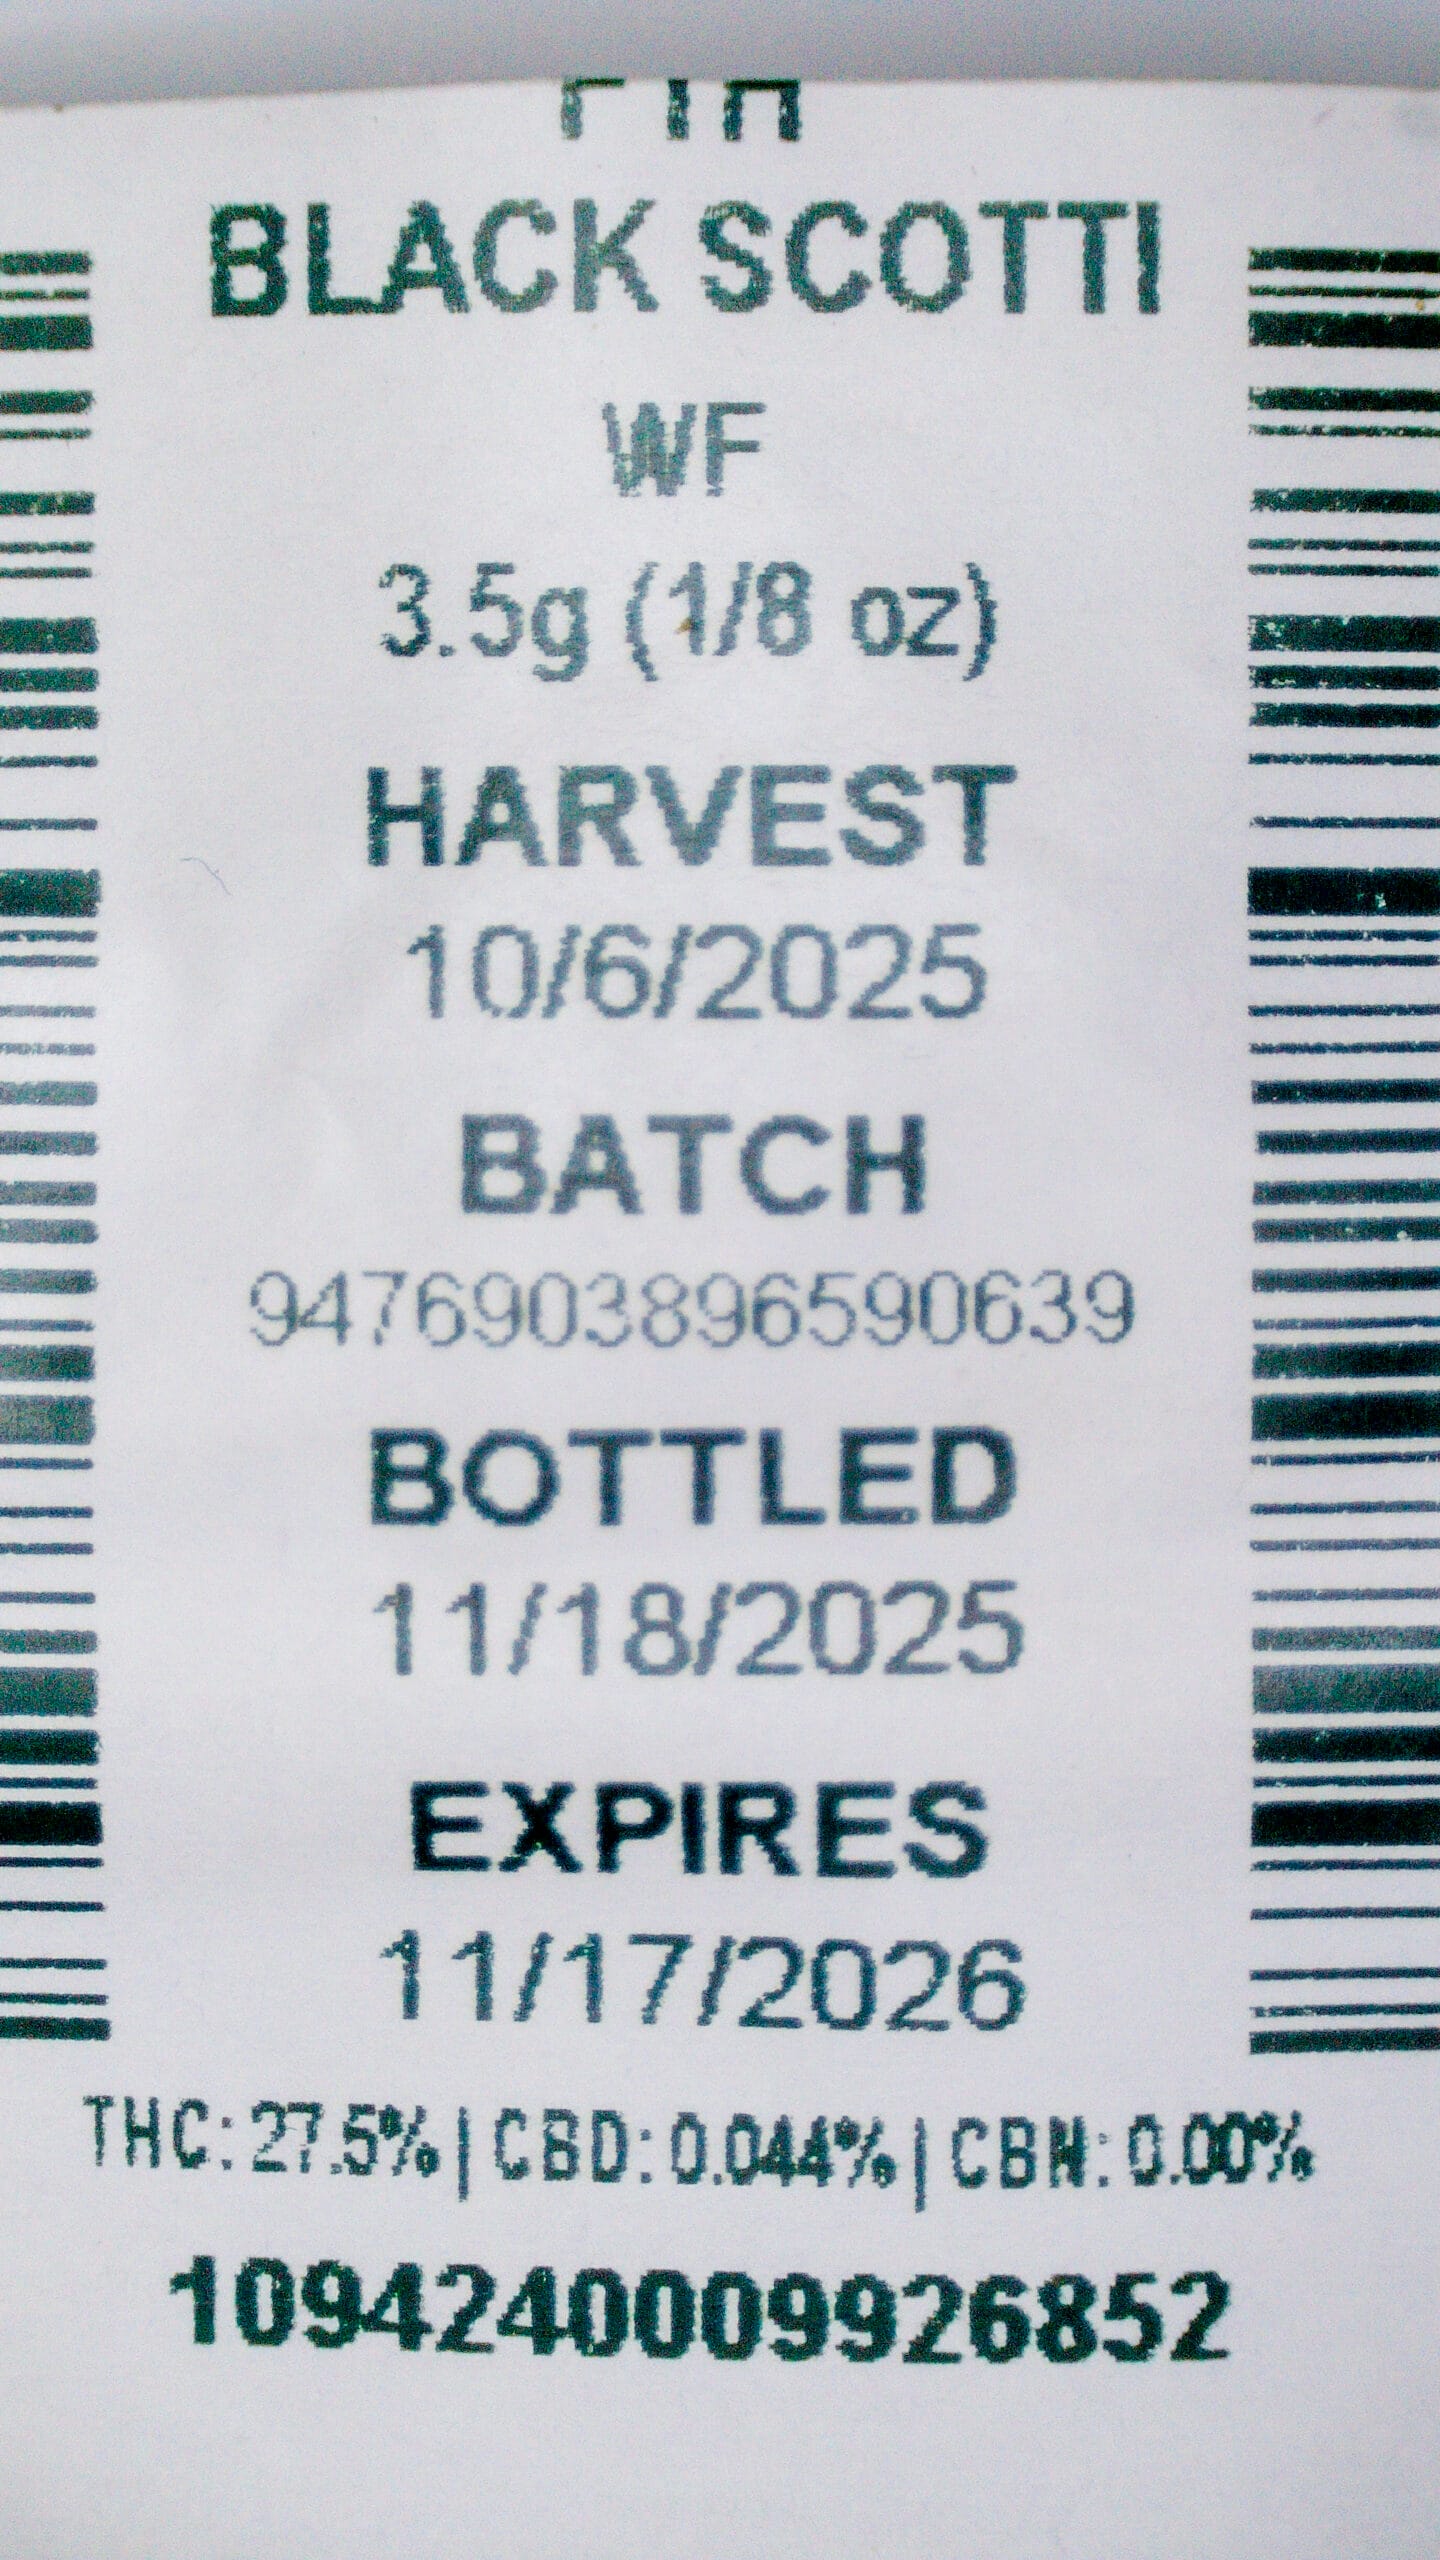 BLACK SCOTTI
WF
3.5g (1/8 oz)
HARVEST
10/6/2025
BATCH
9476903896590639
BOTTLED
11/18/2025
EXPIRES
11/17/2026
THC:27.5%|CBD:0.044%|CBN:0.00%
1094240009926852